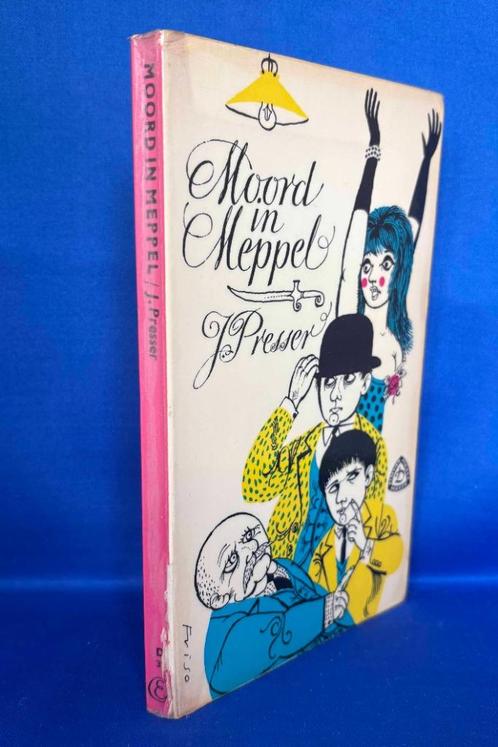 MOORD IN MEPPEL / J. Presser
Moord
in
Meppel
J. Presser
Friso